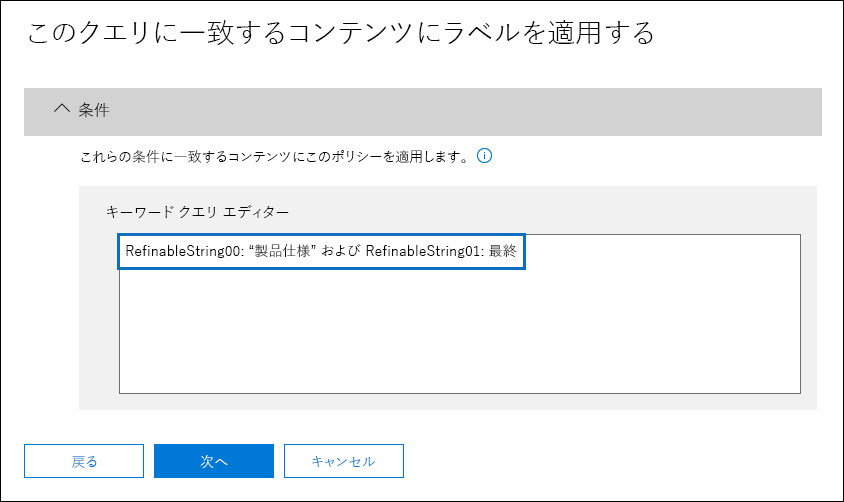 このクエリに一致するコンテンツにラベルを適用する
条件
これらの条件に一致するコンテンツにこのポリシーを適用します。
キーワード クエリ エディター
RefinableString00: “製品仕様” および RefinableString01: 最終
戻る
次へ
キャンセル